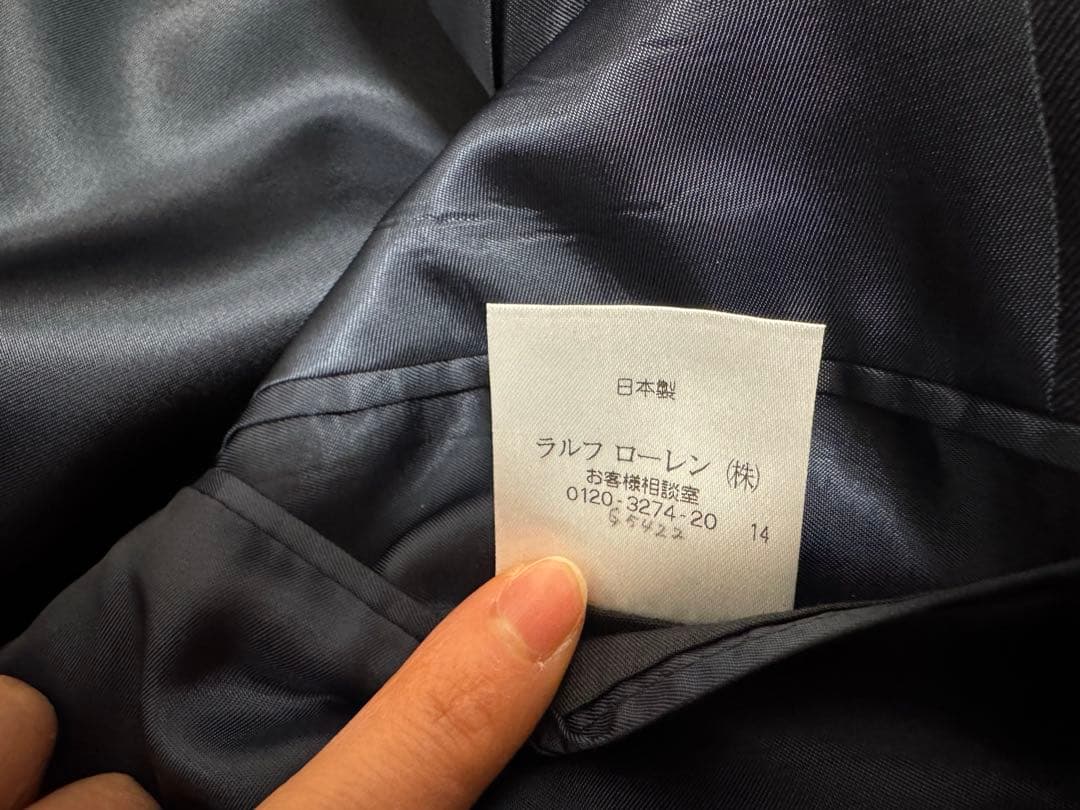 日本製
ラルフ ローレン (株)
お客様相談室
0120-3274-20 14